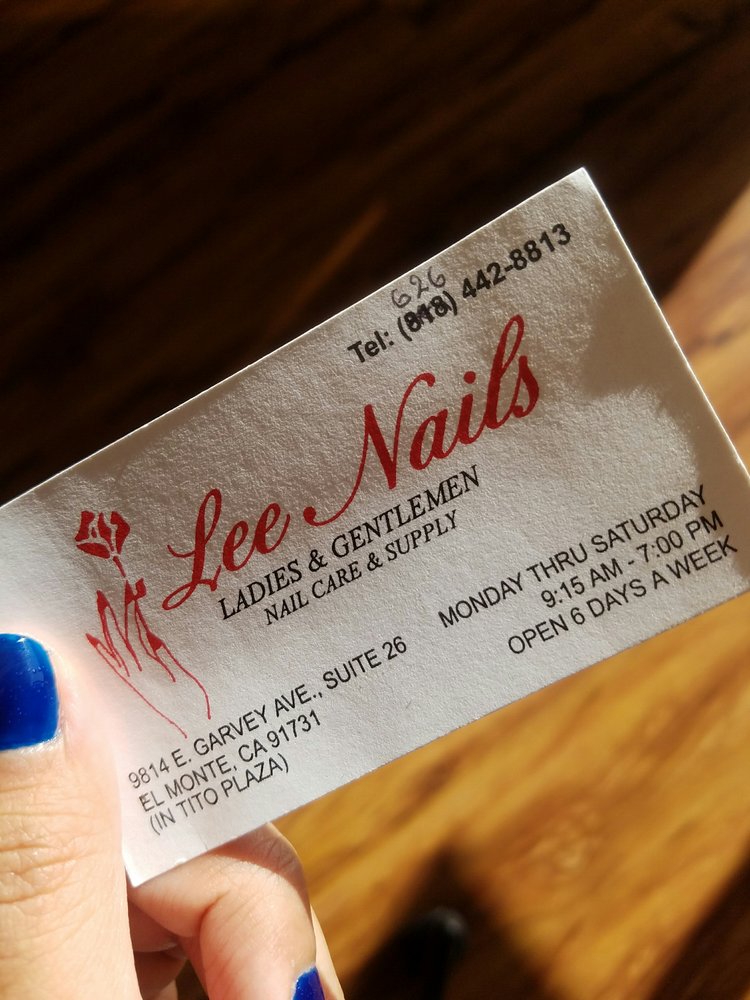 626
Tel: (818) 442-8813
Lee Nails
LADIES & GENTLEMEN
NAIL CARE & SUPPLY
MONDAY THRU SATURDAY
9:15 AM - 7:00 PM
OPEN 6 DAYS A WEEK
9814 E. GARVEY AVE., SUITE 26
EL MONTE, CA 91731
(IN TITO PLAZA)